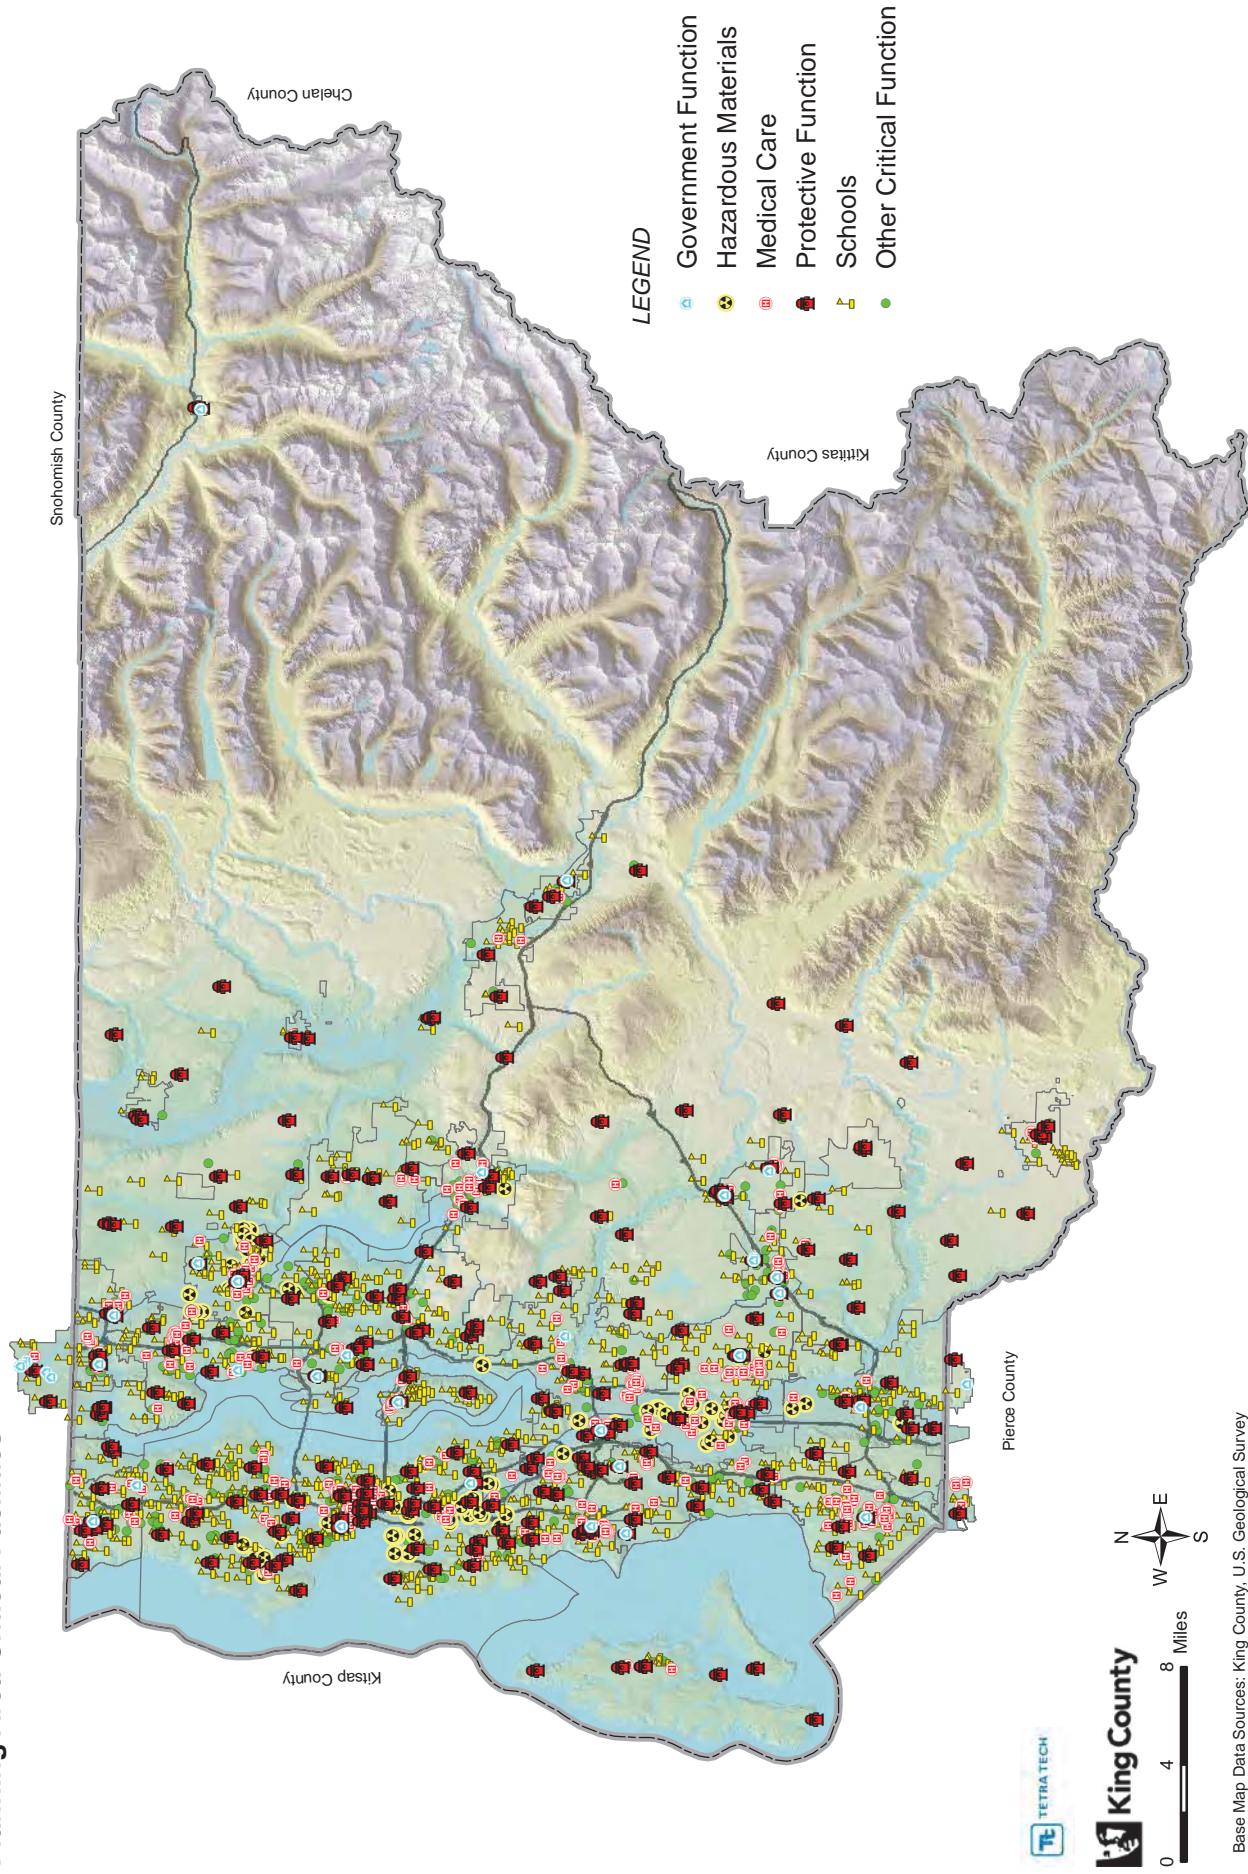 Snohomish County
Chelan County
Kittitas County
Kitsap County
Pierce County
LEGEND
Government Function
Hazardous Materials
Medical Care
Protective Function
Schools
Other Critical Function
TETRA TECH
King County
N
W
E
S
0 4 8
Miles
Base Map Data Sources: King County, U.S. Geological Survey